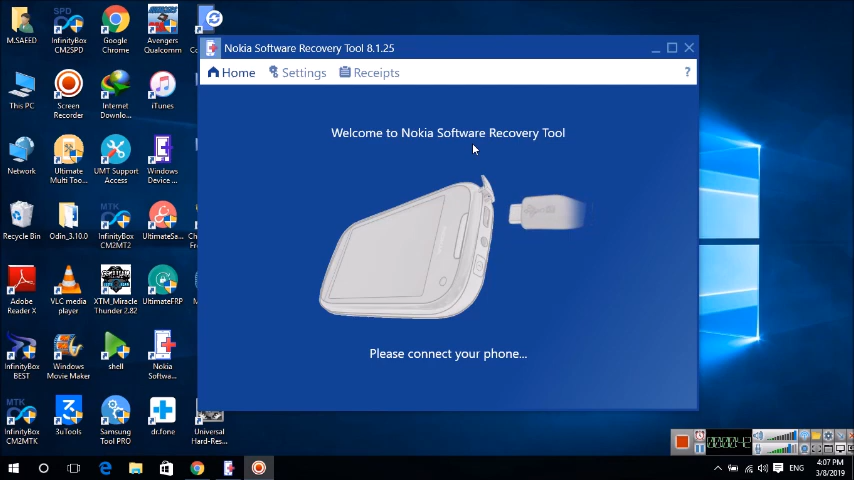 Nokia Software Recovery Tool 8.1.25
Home
Settings
Receipts
?
Welcome to Nokia Software Recovery Tool
Please connect your phone...
M.SAEED
SPD
InfinityBox
CM2SPD
Google
Chrome
Avengers
Qualcomm
This PC
Screen
Recorder
Internet
Downlo...
iTunes
Network
Ultimate
Multi Too...
UMT Support
Access
Windows
Device ...
Recycle Bin
Odin_3.10.0
MTK
InfinityBox
CM2MT2
UltimateSa...
Adobe
Reader X
VLC media
player
XTM_Miracle
Thunder 2.82
UltimateFRP
InfinityBox
BEST
Windows
Movie Maker
shell
Nokia
Softwa...
MTK
InfinityBox
CM2MTK
3uTools
Samsung
Tool PRO
dr.fone
Universal
Hard-Res...
ENG
4:07 PM
3/8/2019